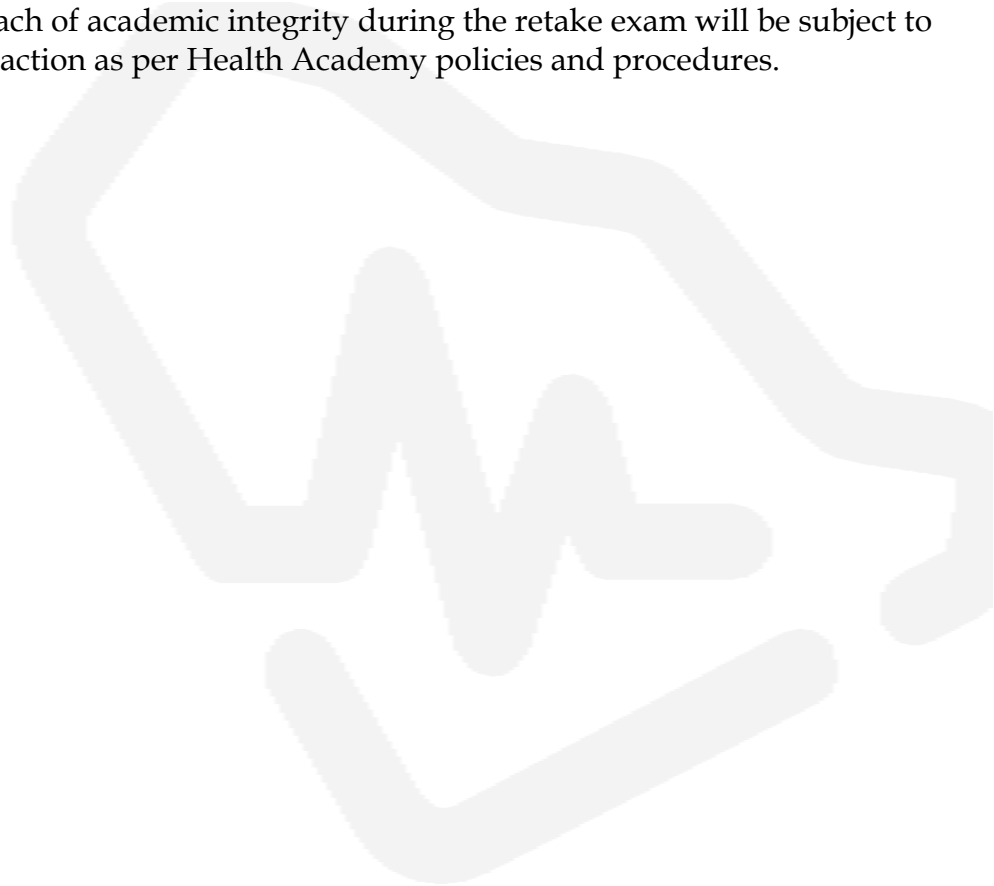 ach of academic integrity during the retake exam will be subject to
action as per Health Academy policies and procedures.